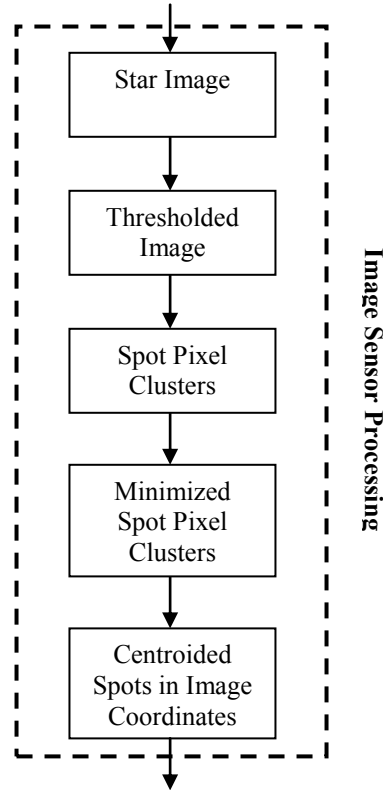 Star Image
Thresholded
Image
Spot Pixel
Clusters
Minimized
Spot Pixel
Clusters
Centroided
Spots in Image
Coordinates
Image Sensor Processing